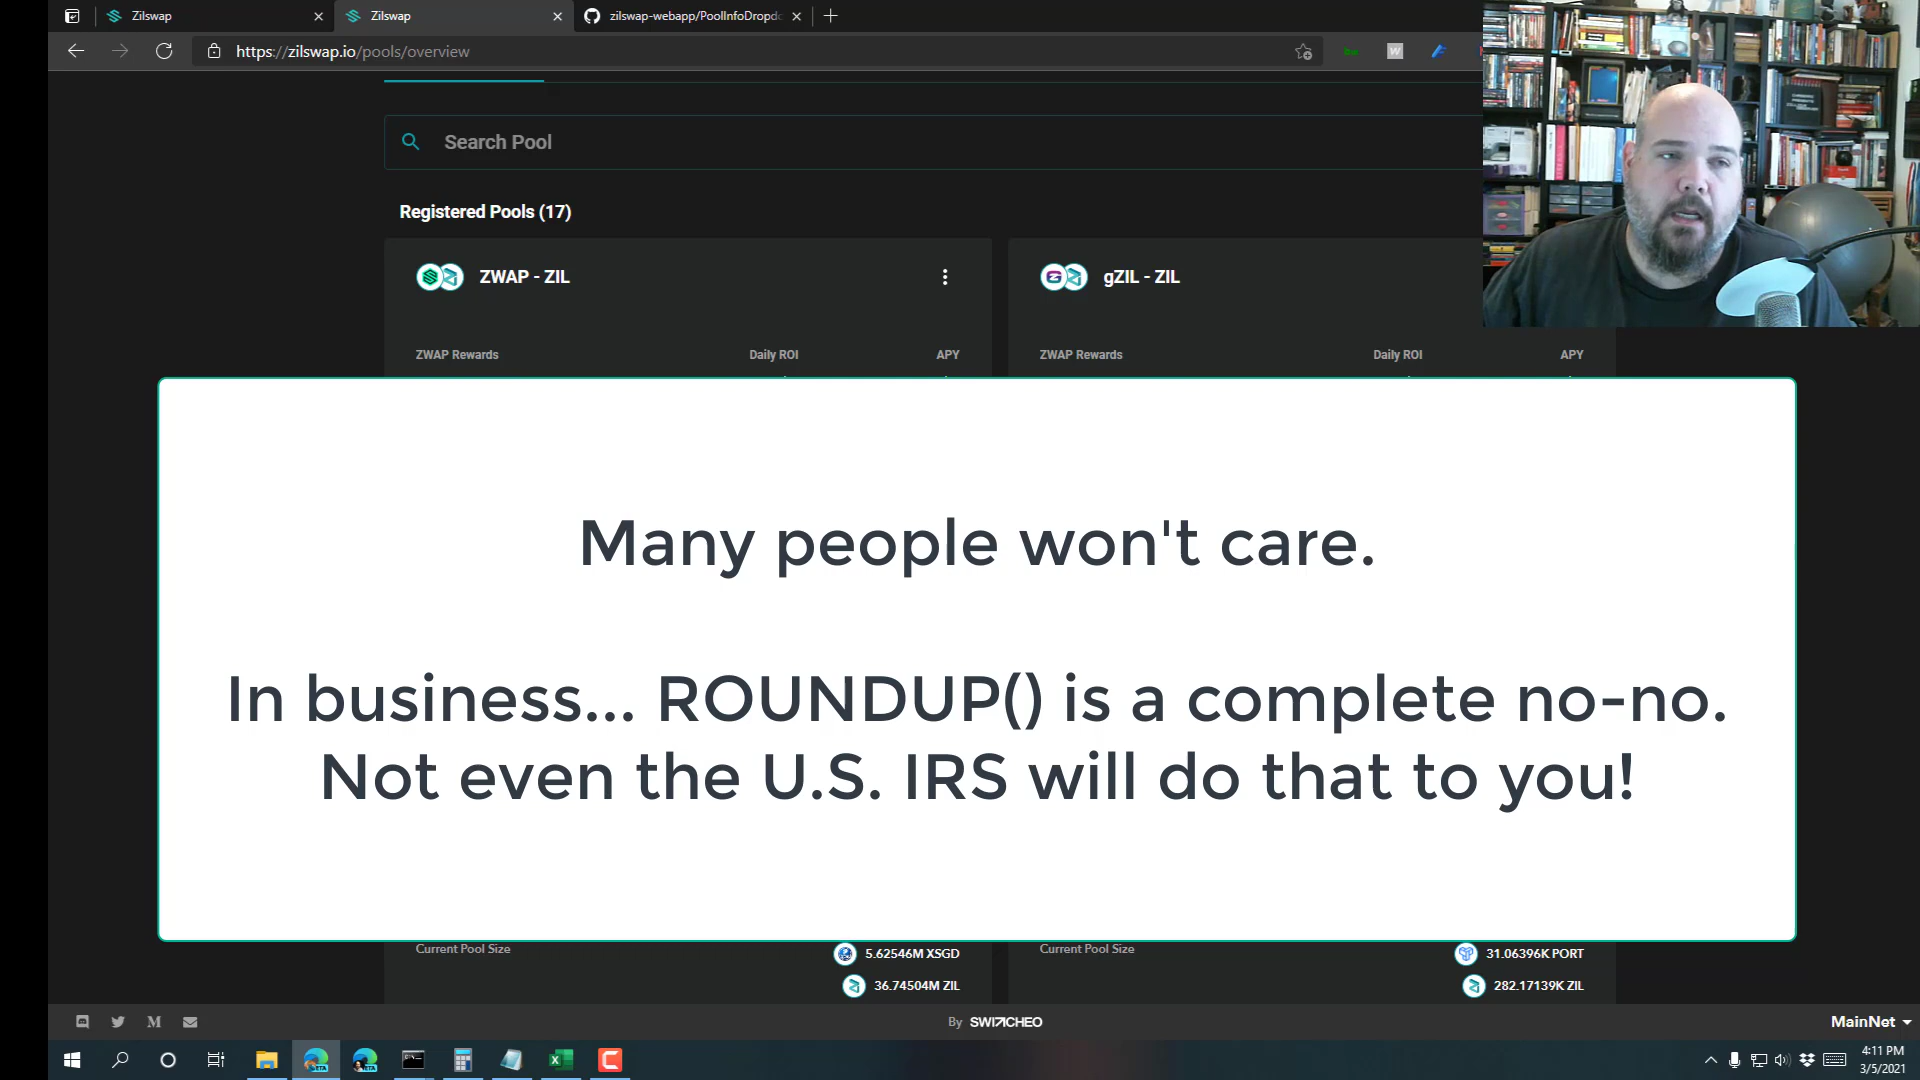 Zilswap
Zilswap
zilswap-webapp/PoolInfoDropdo
https://zilswap.io/pools/overview
Search Pool
Registered Pools (17)
ZWAP - ZIL
gZIL - ZIL
ZWAP Rewards
Daily ROI
APY
ZWAP Rewards
Daily ROI
APY
Many people won't care.
In business... ROUNDUP() is a complete no-no.
Not even the U.S. IRS will do that to you!
Current Pool Size
5.62546M XSGD
36.74504M ZIL
Current Pool Size
31.06396K PORT
282.17139K ZIL
By SWITCHEO
MainNet
4:11 PM
3/5/2021